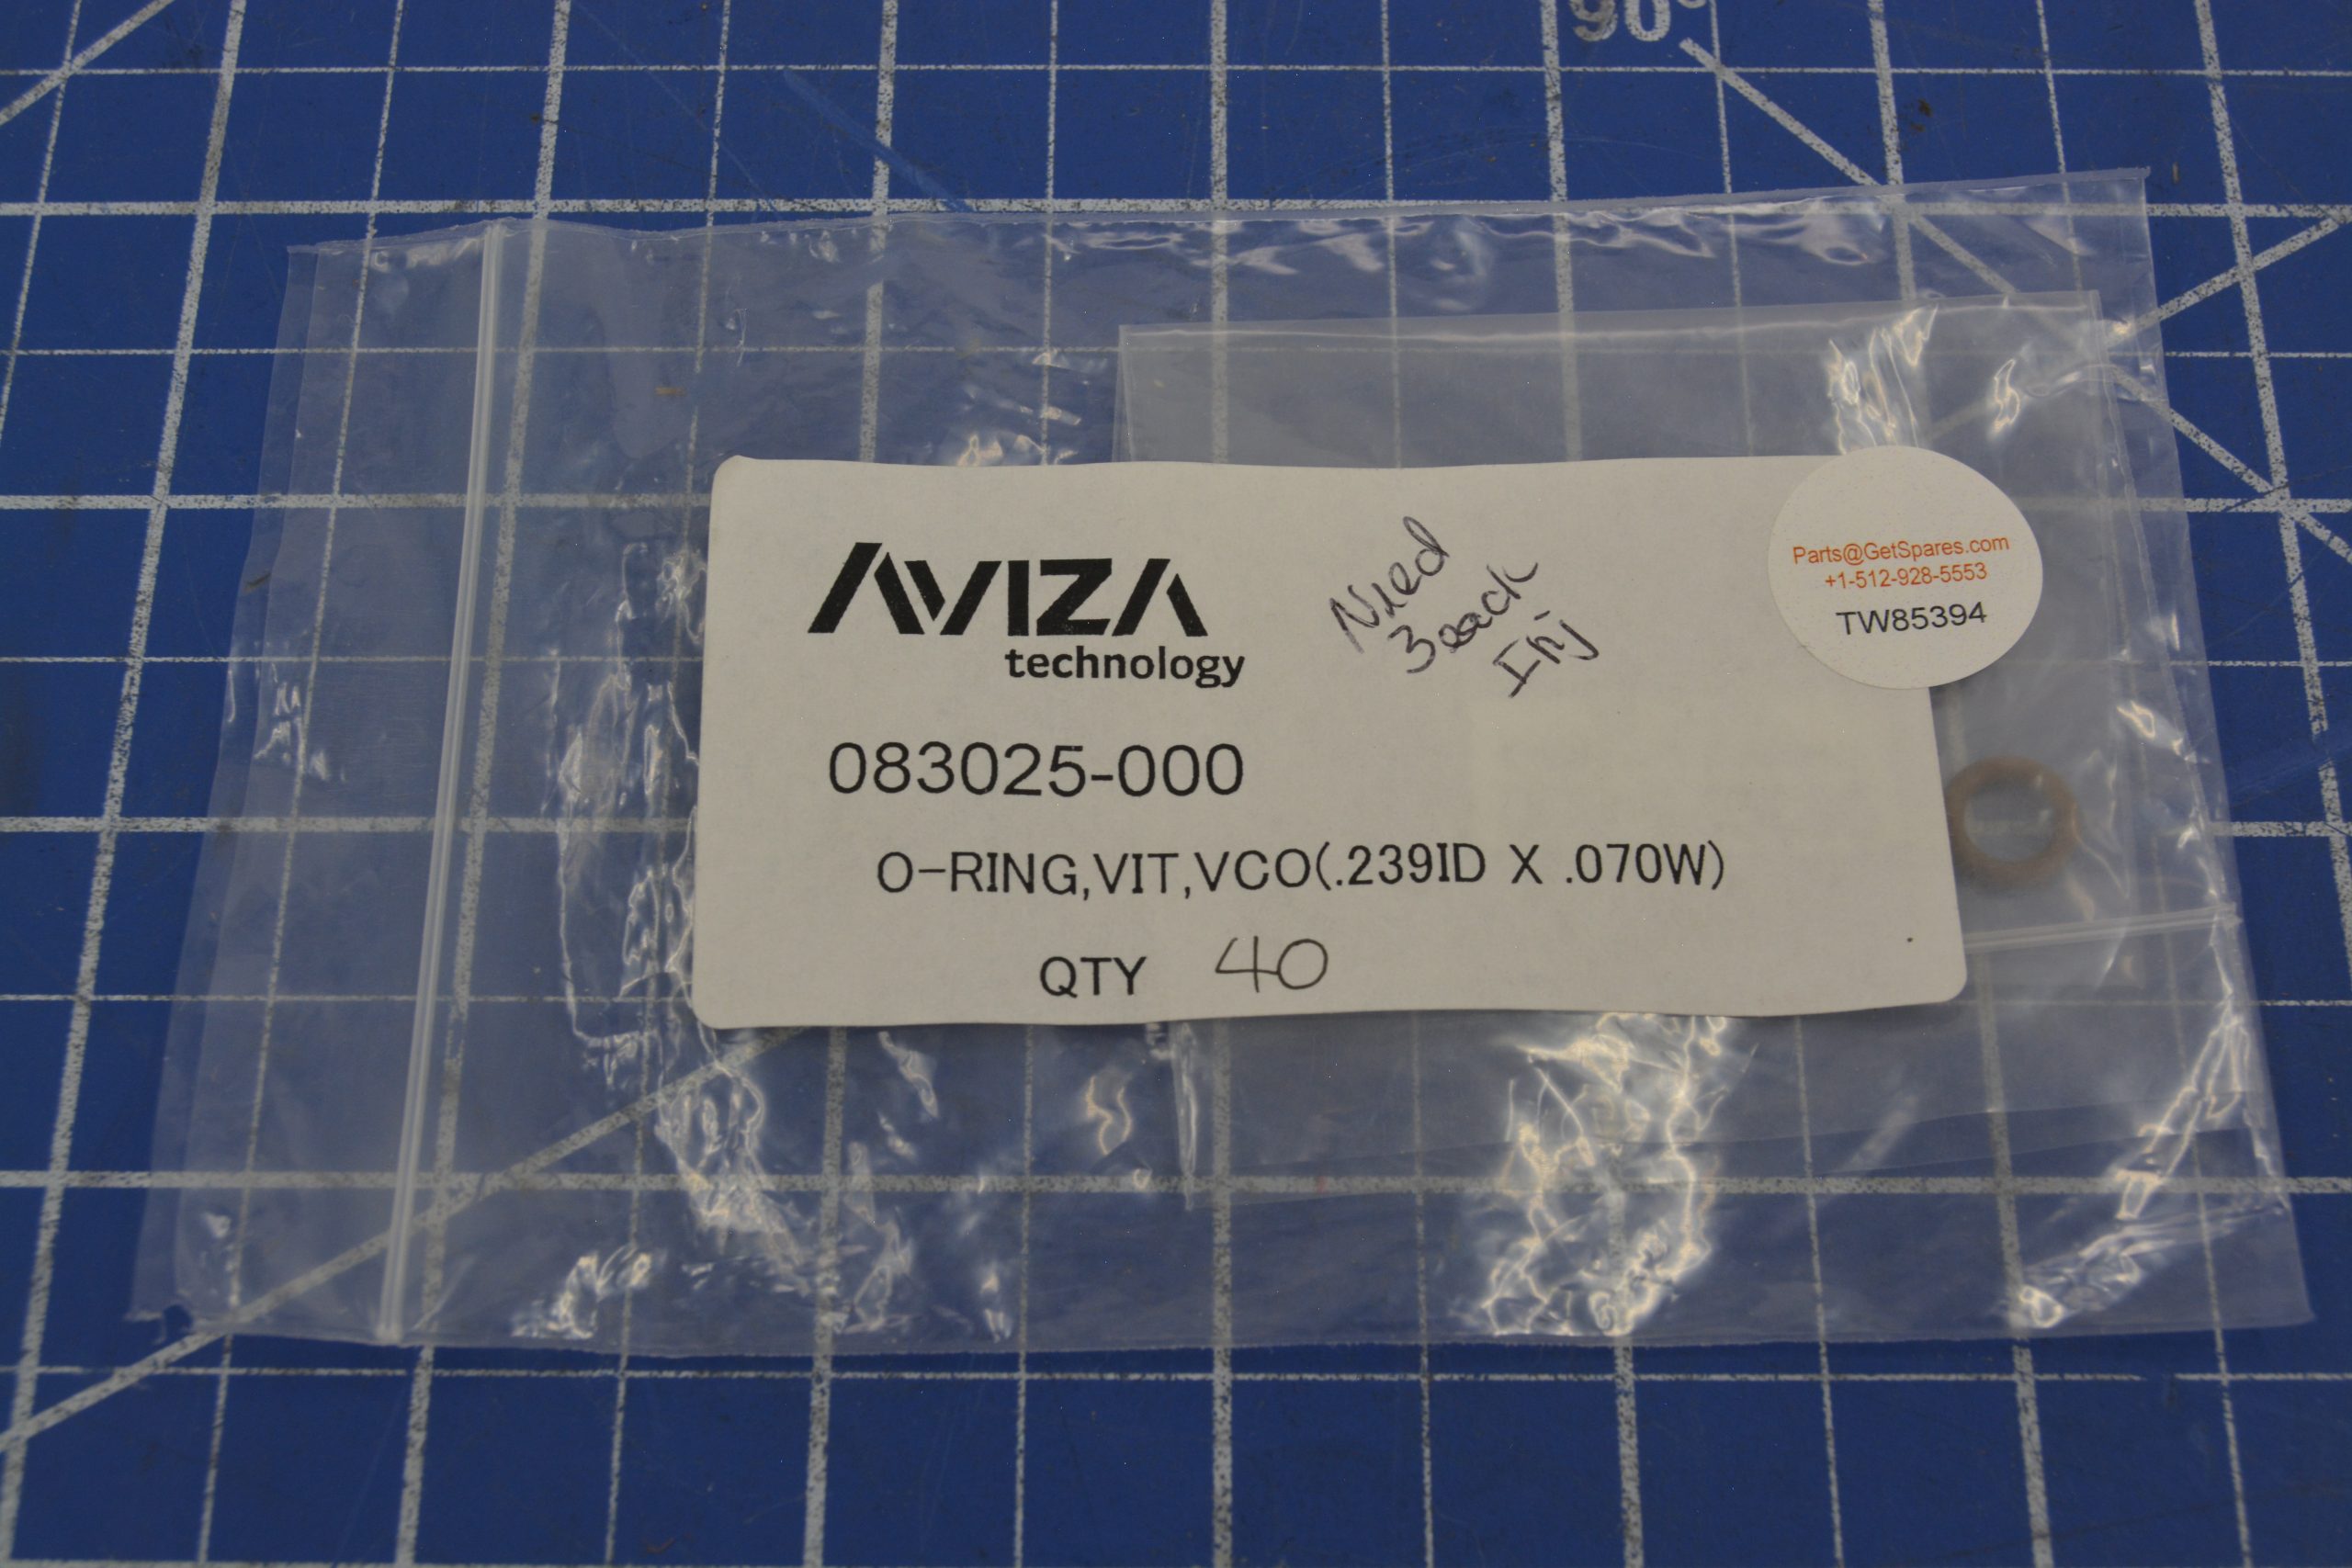 90°
AVIZA
technology
Need
3 each
Inj
Parts@GetSpares.com
+1-512-928-5553
TW85394
083025-000
O-RING,VIT,VCO(.239ID X .070W)
QTY 40